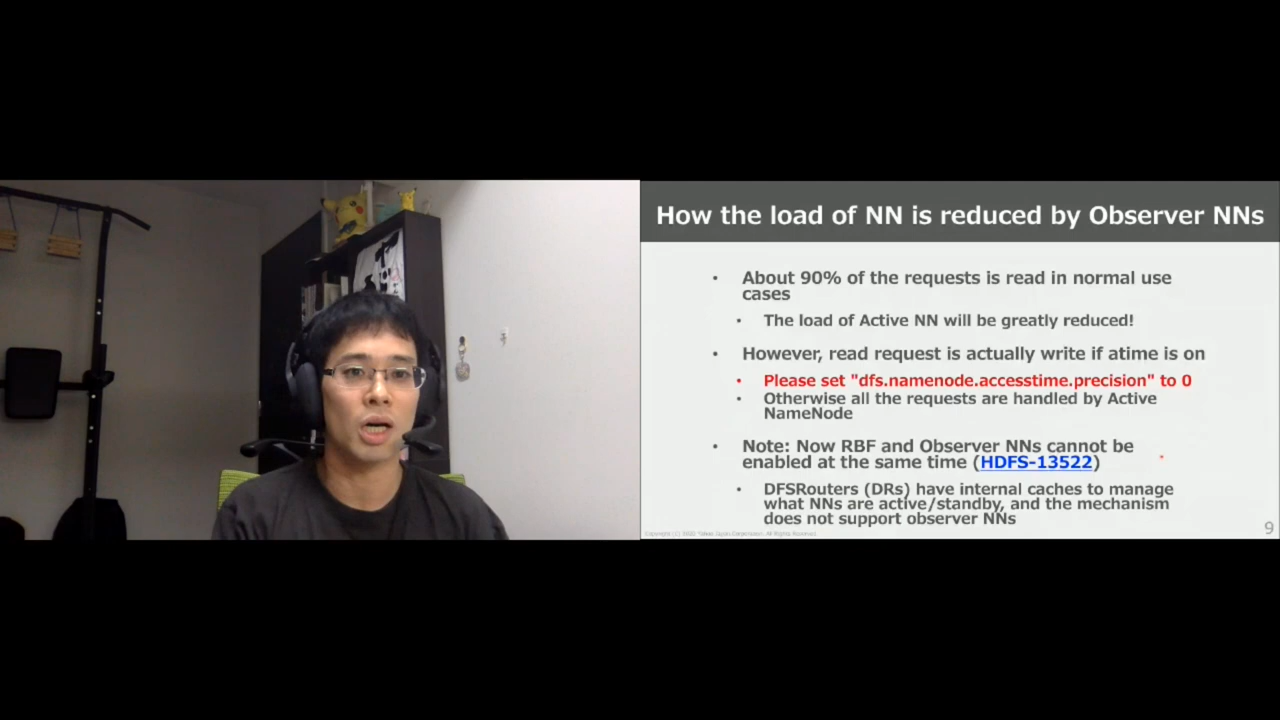 How the load of NN is reduced by Observer NNs
• About 90% of the requests is read in normal use
cases
• The load of Active NN will be greatly reduced!
• However, read request is actually write if atime is on
• Please set "dfs.namenode.accesstime.precision" to 0
• Otherwise all the requests are handled by Active
NameNode
• Note: Now RBF and Observer NNs cannot be
enabled at the same time (HDFS-13522)
• DFSRouters (DRs) have internal caches to manage
what NNs are active/standby, and the mechanism
does not support observer NNs
9